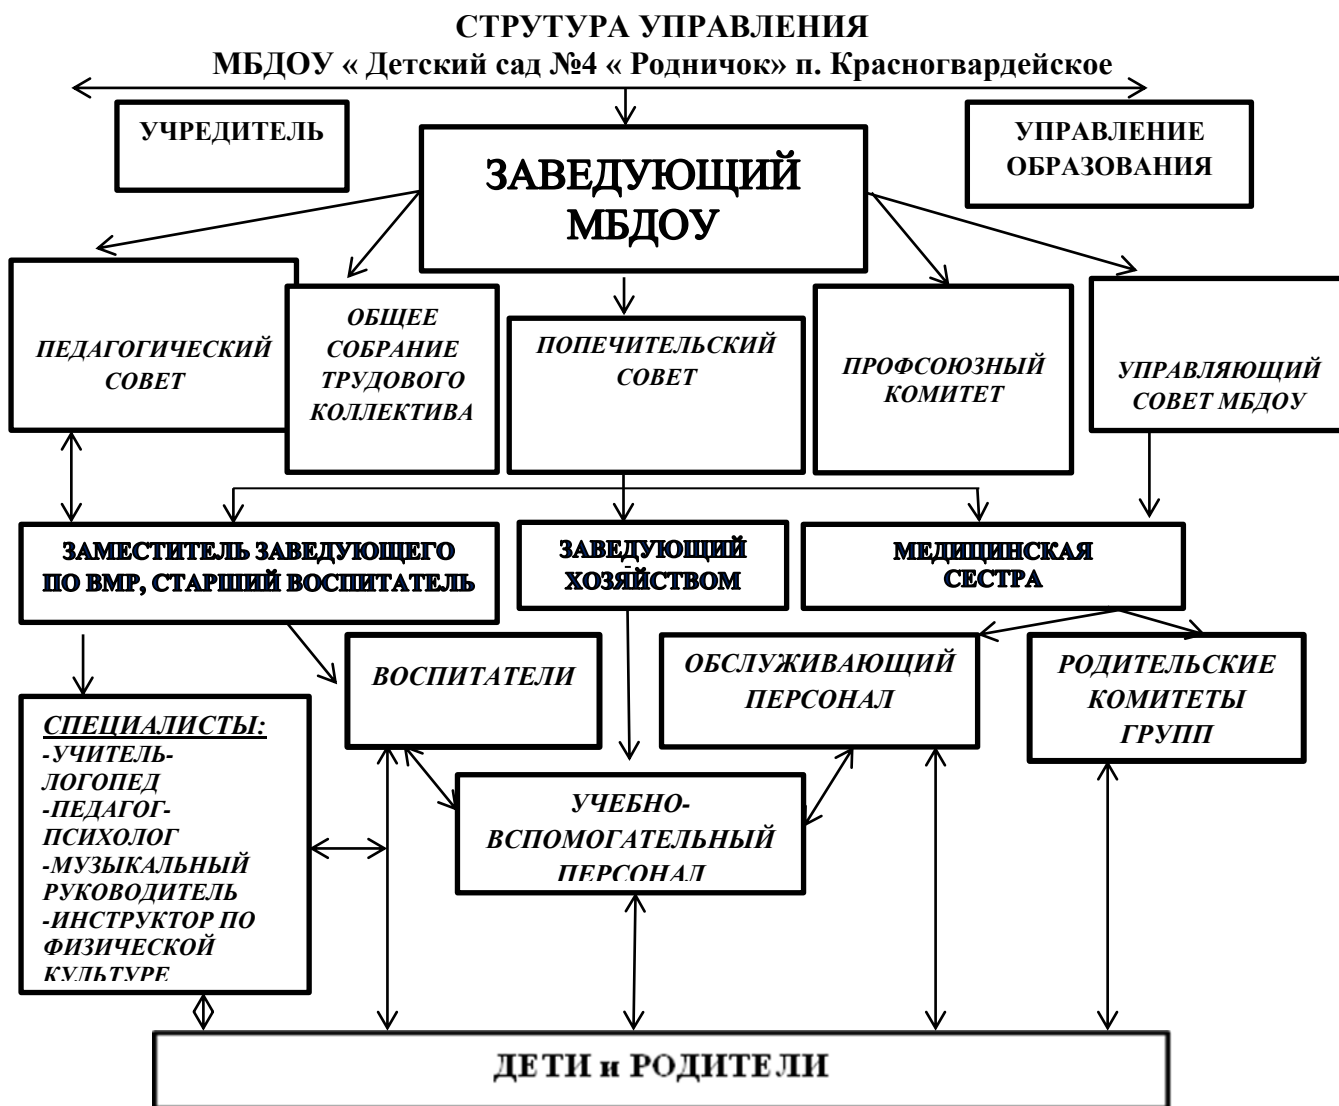 СТРУТУРА УПРАВЛЕНИЯ
МБДОУ « Детский сад №4 « Родничок» п. Красногвардейское
УЧРЕДИТЕЛЬ
ЗАВЕДУЮЩИЙ
МБДОУ
УПРАВЛЕНИЕ
ОБРАЗОВАНИЯ
ПЕДАГОГИЧЕСКИЙ
СОВЕТ
ОБЩЕЕ
СОБРАНИЕ
ТРУДОВОГО
КОЛЛЕКТИВА
ПОПЕЧИТЕЛЬСКИЙ
СОВЕТ
ПРОФСОЮЗНЫЙ
КОМИТЕТ
УПРАВЛЯЮЩИЙ
СОВЕТ МБДОУ
ЗАМЕСТИТЕЛЬ ЗАВЕДУЮЩЕГО
ПО ВМР, СТАРШИЙ ВОСПИТАТЕЛЬ
ЗАВЕДУЮЩИЙ
ХОЗЯЙСТВОМ
МЕДИЦИНСКАЯ
СЕСТРА
СПЕЦИАЛИСТЫ:
-УЧИТЕЛЬ-
ЛОГОПЕД
-ПЕДАГОГ-
ПСИХОЛОГ
-МУЗЫКАЛЬНЫЙ
РУКОВОДИТЕЛЬ
-ИНСТРУКТОР ПО
ФИЗИЧЕСКОЙ
КУЛЬТУРЕ
ВОСПИТАТЕЛИ
ОБСЛУЖИВАЮЩИЙ
ПЕРСОНАЛ
РОДИТЕЛЬСКИЕ
КОМИТЕТЫ
ГРУПП
УЧЕБНО-
ВСПОМОГАТЕЛЬНЫЙ
ПЕРСОНАЛ
ДЕТИ и РОДИТЕЛИ